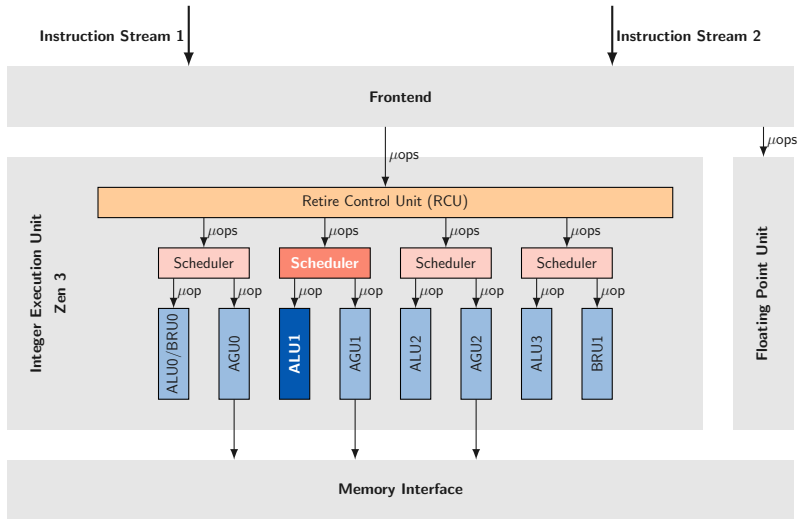 Instruction Stream 1
Instruction Stream 2
Frontend
μops
μops
Integer Execution Unit
Zen 3
Retire Control Unit (RCU)
μops
μops
μops
μops
Scheduler
Scheduler
Scheduler
Scheduler
μop
μop
μop
μop
μop
μop
μop
μop
ALU0/BRU0
AGU0
ALU1
AGU1
ALU2
AGU2
ALU3
BRU1
Floating Point Unit
Memory Interface